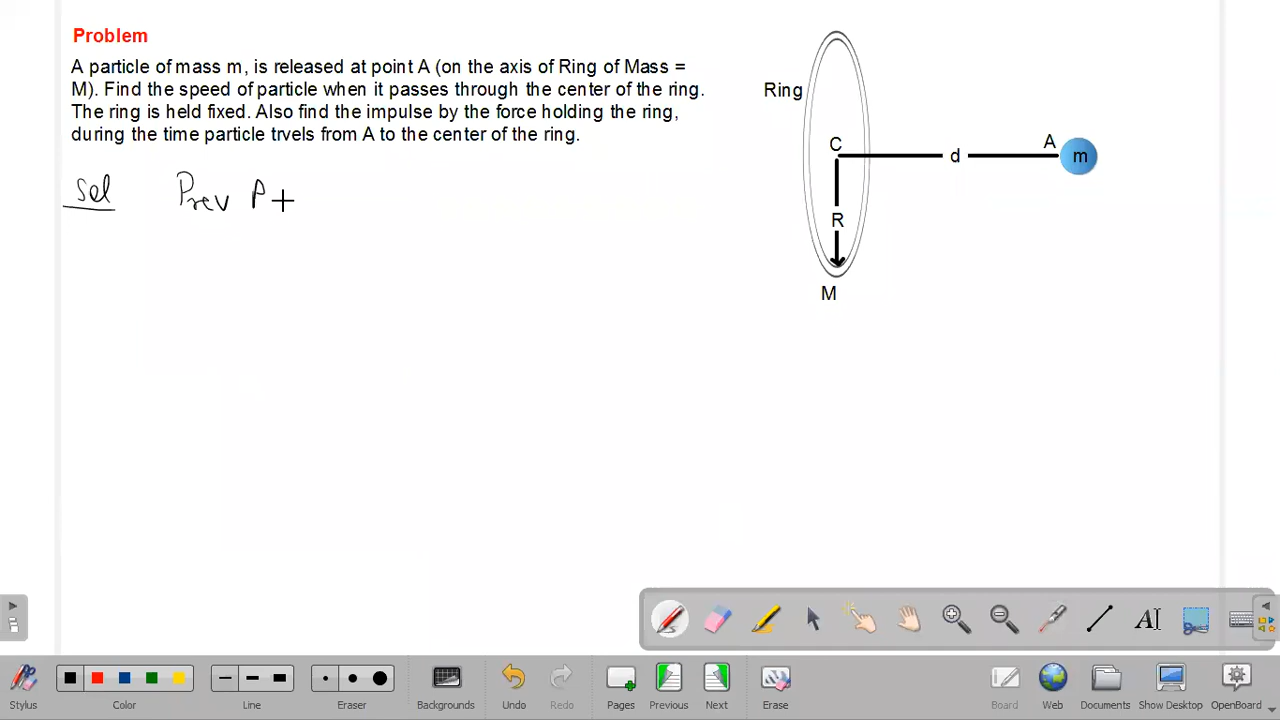 Problem
A particle of mass m, is released at point A (on the axis of Ring of Mass =
M). Find the speed of particle when it passes through the center of the ring.
The ring is held fixed. Also find the impulse by the force holding the ring,
during the time particle trvels from A to the center of the ring.
Sol Prev P
Ring
C
d
A
m
R
M
Stylus
Color
Line
Eraser
Backgrounds
Undo
Redo
Pages
Previous
Next
Erase
Board
Web
Documents
Show Desktop
OpenBoard